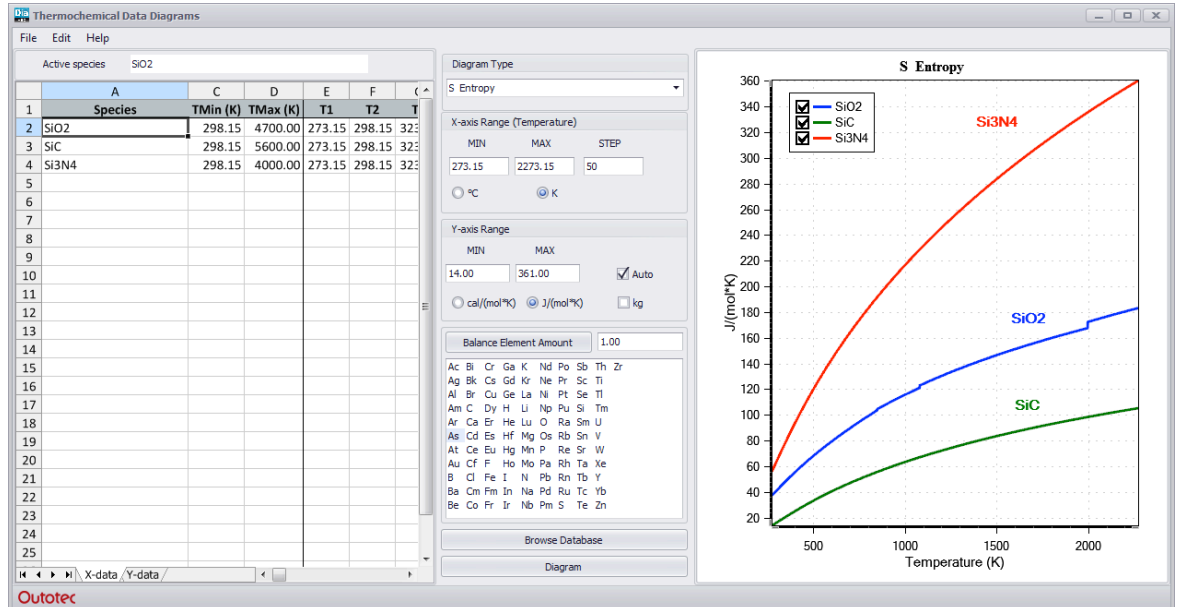 Thermochemical Data Diagrams
File Edit Help
Active species SiO2
A C D E F
1 Species TMin (K) TMax (K) T1 T2 T
2 SiO2 298.15 4700.00 273.15 298.15 323
3 SiC 298.15 5600.00 273.15 298.15 323
4 Si3N4 298.15 4000.00 273.15 298.15 323
5
6
7
8
9
10
11
12
13
14
15
16
17
18
19
20
21
22
23
24
25
X-data Y-data
Outotec
Diagram Type
S Entropy
X-axis Range (Temperature)
MIN MAX STEP
273.15 2273.15 50
°C K
Y-axis Range
MIN MAX
14.00 361.00 Auto
cal/(mol*K) J/(mol*K) kg
Balance Element Amount 1.00
Ac Bi Cr Ga K Nd Po Sb Th Zr
Ag Bk Cs Gd Kr Ne Pr Sc Ti
Al Br Cu Ge La Ni Pt Se Tl
Am C Dy H Li Np Pu Si Tm
Ar Ca Er He Lu O Ra Sm U
As Cd Es Hf Mg Os Rb Sn V
At Ce Eu Hg Mn P Re Sr W
Au Cf F Ho Mo Pa Rh Ta Xe
B Cl Fe I N Pb Rn Tb Y
Ba Cm Fm In Na Pd Ru Tc Yb
Be Co Fr Ir Nb Pm S Te Zn
Browse Database
Diagram
S Entropy
SiO2
SiC
Si3N4
Si3N4
SiO2
SiC
J/(mol*K)
360
340
320
300
280
260
240
220
200
180
160
140
120
100
80
60
40
20
500 1000 1500 2000
Temperature (K)